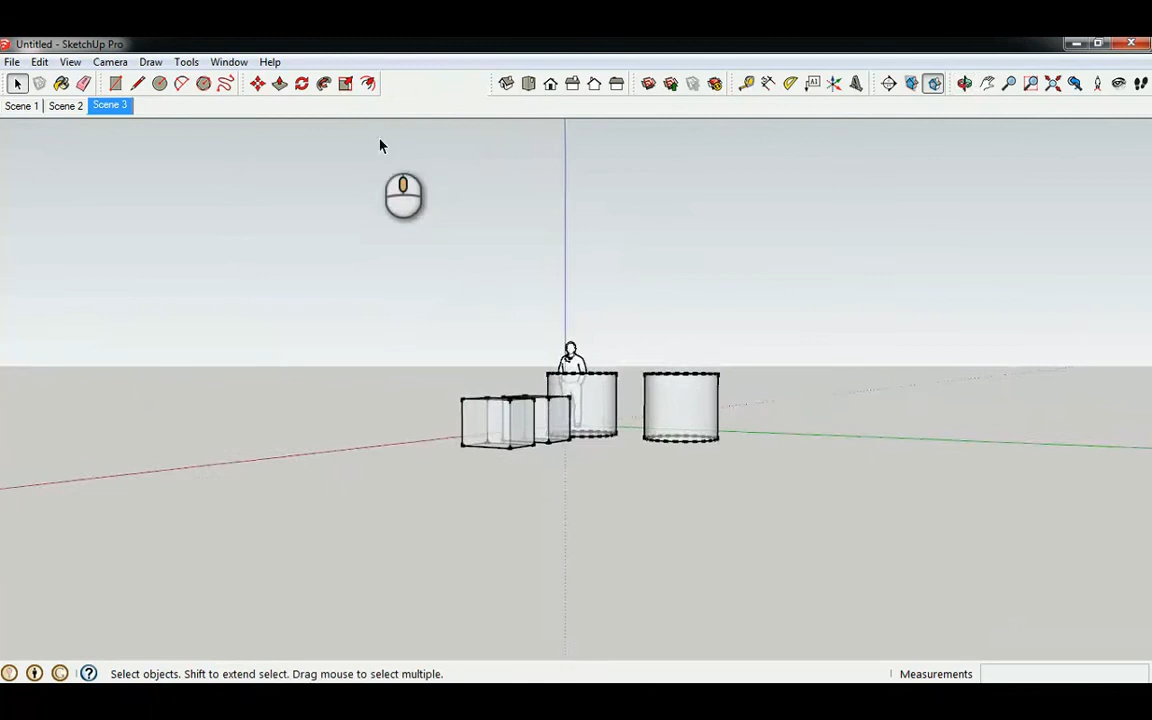 Untitled - SketchUp Pro
File Edit View Camera Draw Tools Window Help
Scene 1 Scene 2 Scene 3
Select objects. Shift to extend select. Drag mouse to select multiple. Measurements